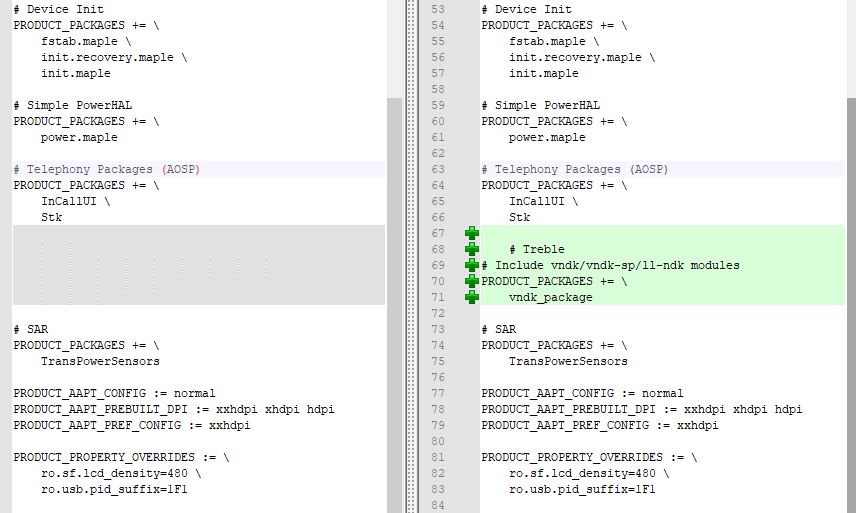 # Device Init
PRODUCT_PACKAGES += \
    fstab.maple \
    init.recovery.maple \
    init.maple

# Simple PowerHAL
PRODUCT_PACKAGES += \
    power.maple

# Telephony Packages (AOSP)
PRODUCT_PACKAGES += \
    InCallUI \
    Stk

# SAR
PRODUCT_PACKAGES += \
    TransPowerSensors

PRODUCT_AAPT_CONFIG := normal
PRODUCT_AAPT_PREBUILT_DPI := xxhdpi xhdpi hdpi
PRODUCT_AAPT_PREF_CONFIG := xxhdpi

PRODUCT_PROPERTY_OVERRIDES := \
    ro.sf.lcd_density=480 \
    ro.usb.pid_suffix=1F1

53 # Device Init
54 PRODUCT_PACKAGES += \
55     fstab.maple \
56     init.recovery.maple \
57     init.maple
58
59 # Simple PowerHAL
60 PRODUCT_PACKAGES += \
61     power.maple
62
63 # Telephony Packages (AOSP)
64 PRODUCT_PACKAGES += \
65     InCallUI \
66     Stk
67
68     # Treble
69 # Include vndk/vndk-sp/ll-ndk modules
70 PRODUCT_PACKAGES += \
71     vndk_package
72
73 # SAR
74 PRODUCT_PACKAGES += \
75     TransPowerSensors
76
77 PRODUCT_AAPT_CONFIG := normal
78 PRODUCT_AAPT_PREBUILT_DPI := xxhdpi xhdpi hdpi
79 PRODUCT_AAPT_PREF_CONFIG := xxhdpi
80
81 PRODUCT_PROPERTY_OVERRIDES := \
82     ro.sf.lcd_density=480 \
83     ro.usb.pid_suffix=1F1
84